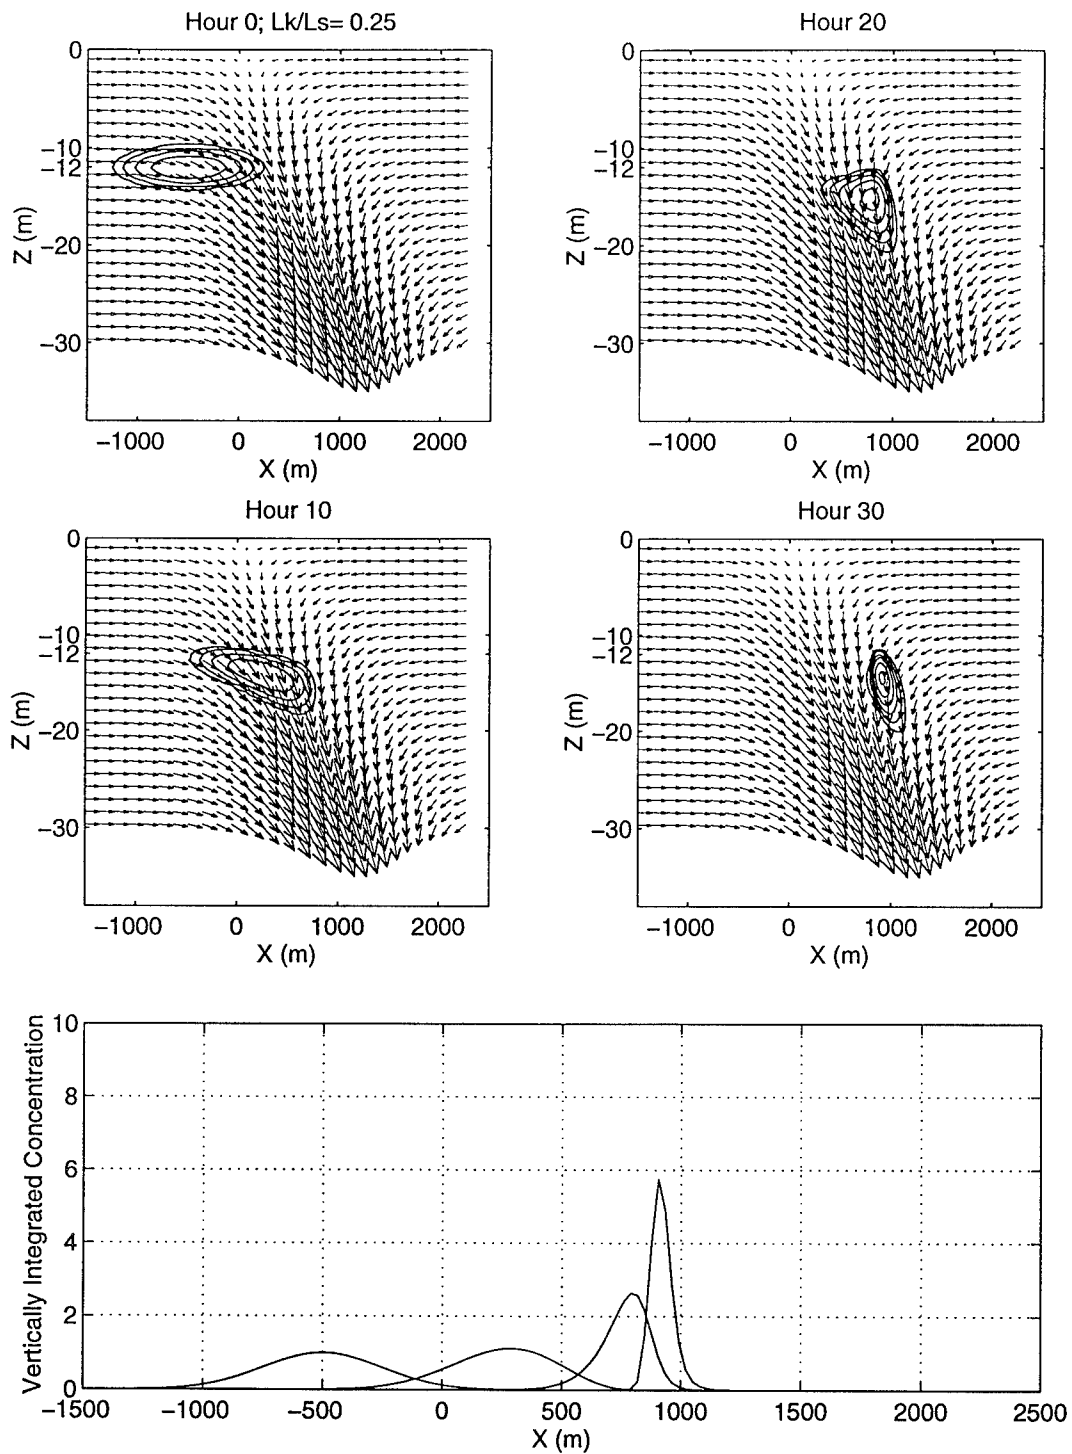 Hour 0; Lk/Ls= 0.25
0
−10
−12
−20
−30
Z (m)
−1000 0 1000 2000
X (m)
Hour 20
0
−10
−12
−20
−30
Z (m)
−1000 0 1000 2000
X (m)
Hour 10
0
−10
−12
−20
−30
Z (m)
−1000 0 1000 2000
X (m)
Hour 30
0
−10
−12
−20
−30
Z (m)
−1000 0 1000 2000
X (m)
Vertically Integrated Concentration
10
8
6
4
2
0
−1500 −1000 −500 0 500 1000 1500 2000 2500
X (m)